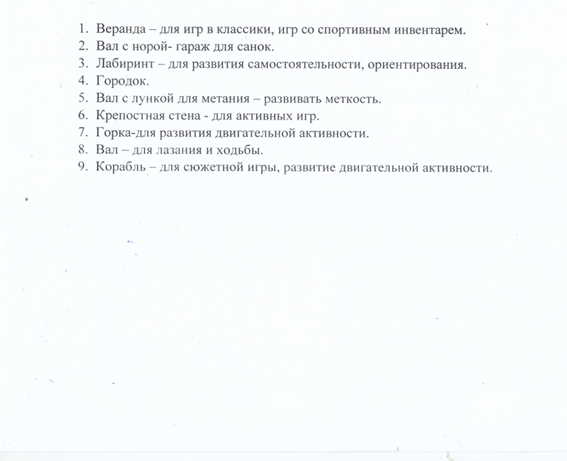 1. Веранда – для игр в классики, игр со спортивным инвентарем.
2. Вал с норой- гараж для санок.
3. Лабиринт – для развития самостоятельности, ориентирования.
4. Городок.
5. Вал с лункой для метания – развивать меткость.
6. Крепостная стена - для активных игр.
7. Горка-для развития двигательной активности.
8. Вал – для лазания и ходьбы.
9. Корабль – для сюжетной игры, развитие двигательной активности.